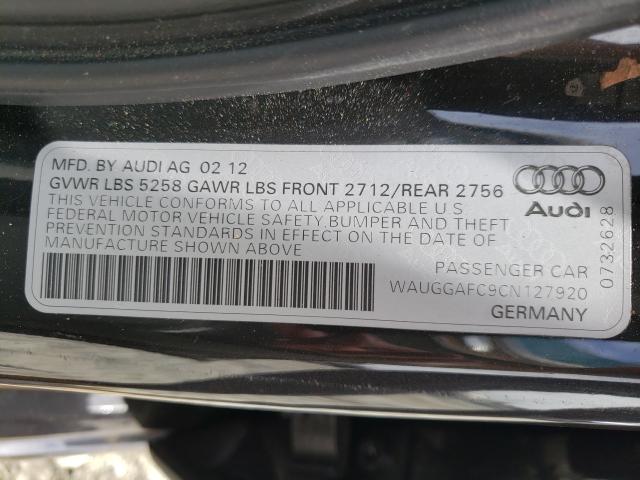 MFD. BY AUDI AG 02 12
GVWR LBS 5258 GAWR LBS FRONT 2712/REAR 2756
THIS VEHICLE CONFORMS TO ALL APPLICABLE U S
FEDERAL MOTOR VEHICLE SAFETY, BUMPER AND THEFT
PREVENTION STANDARDS IN EFFECT ON THE DATE OF
MANUFACTURE SHOWN ABOVE
Audi
0732628
PASSENGER CAR
WAUGGAFC9CN127920
GERMANY